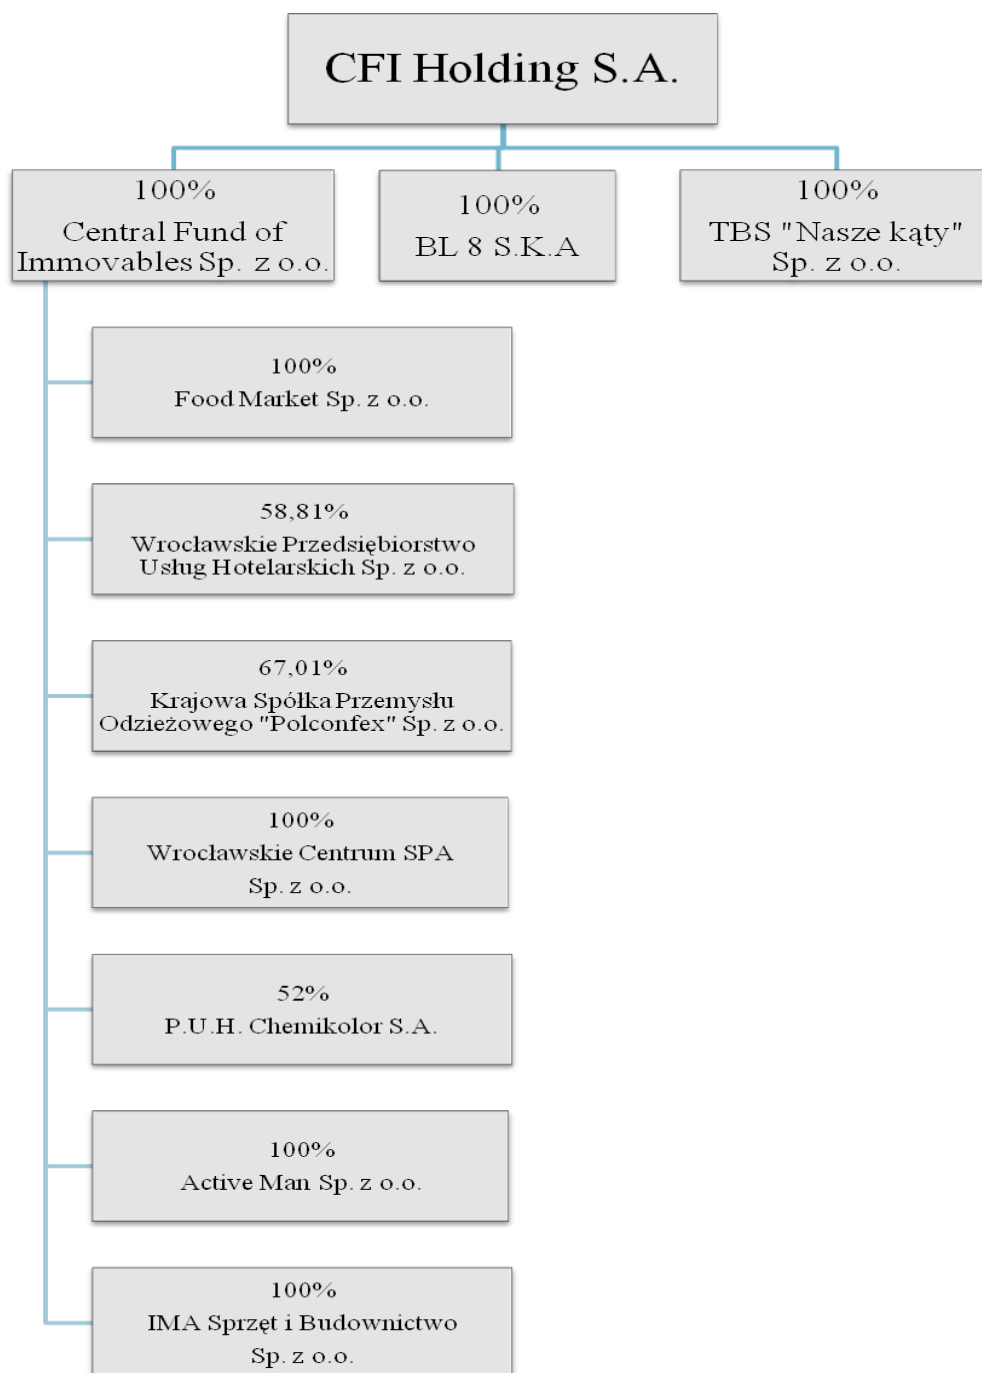 CFI Holding S.A.
100%
Central Fund of
Immovables Sp. z o.o.
100%
BL 8 S.K.A
100%
TBS "Nasze kąty"
Sp. z o.o.
100%
Food Market Sp. z o.o.
58,81%
Wrocławskie Przedsiębiorstwo
Usług Hotelarskich Sp. z o.o.
67,01%
Krajowa Spółka Przemysłu
Odzieżowego "Polconfex" Sp. z o.o.
100%
Wrocławskie Centrum SPA
Sp. z o.o.
52%
P.U.H. Chemikolor S.A.
100%
Active Man Sp. z o.o.
100%
IMA Sprzęt i Budownictwo
Sp. z o.o.